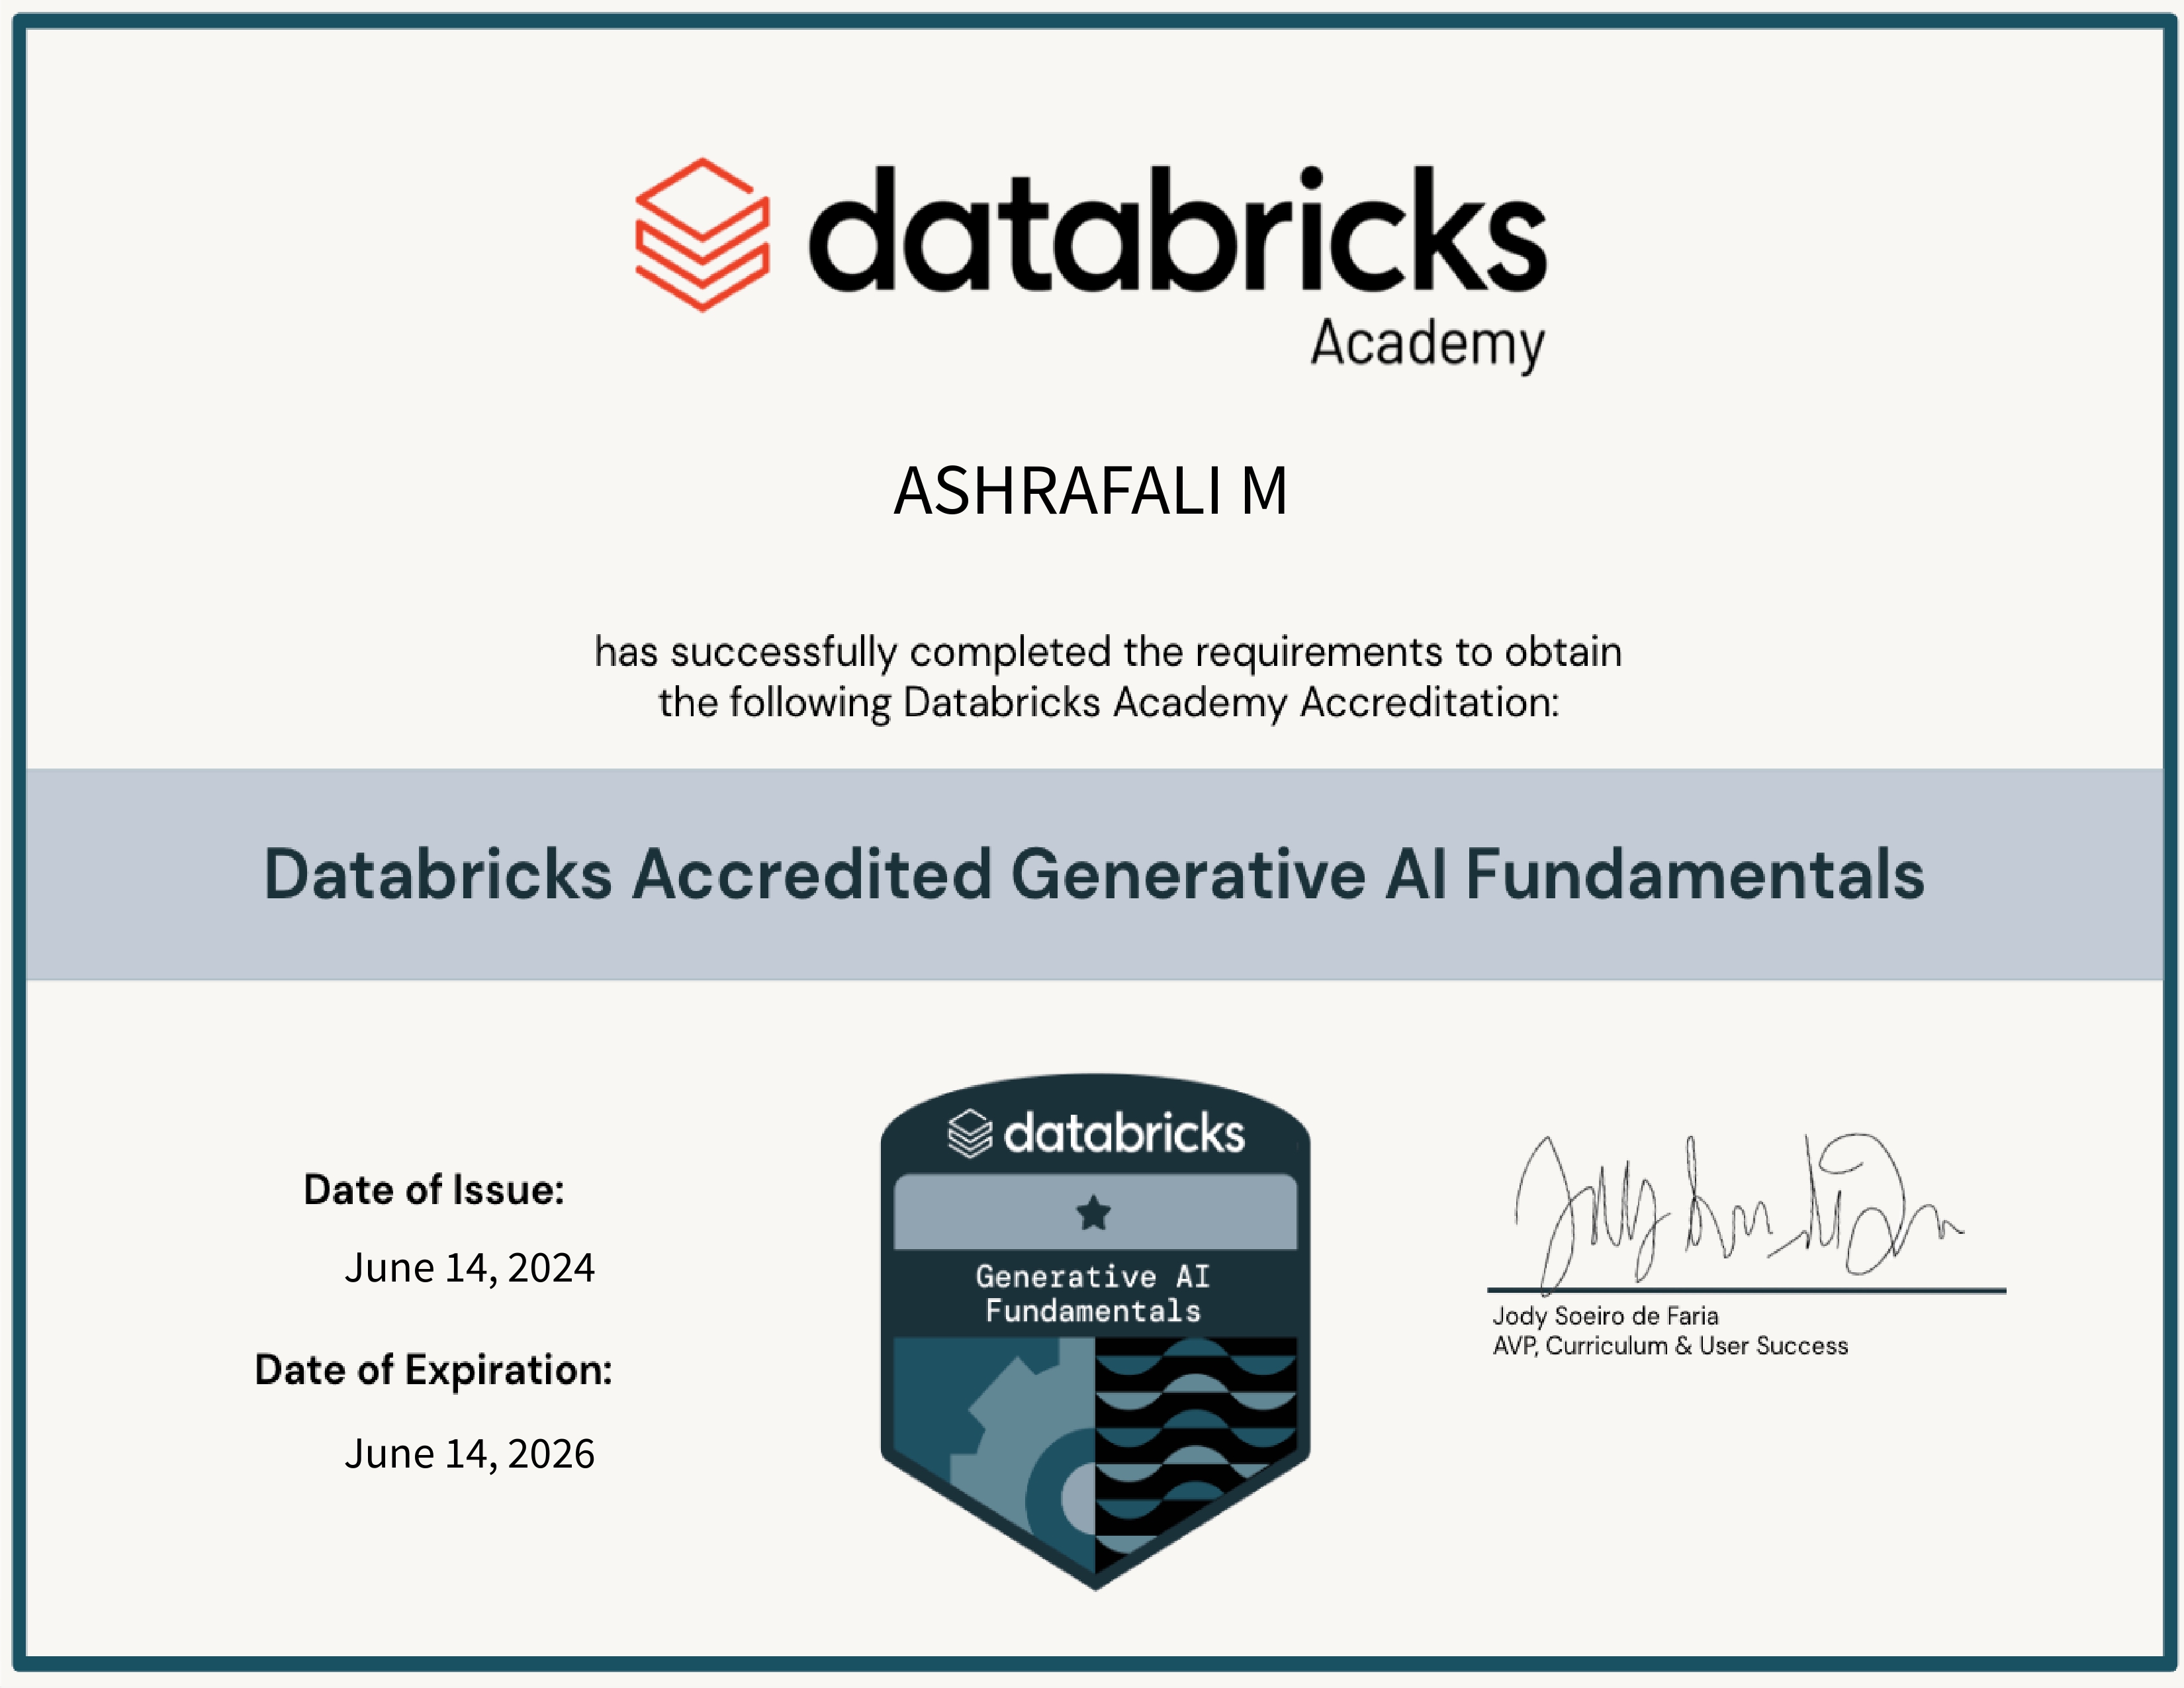 databricks
Academy
ASHRAFALI M
has successfully completed the requirements to obtain
the following Databricks Academy Accreditation:
Databricks Accredited Generative AI Fundamentals
Date of Issue:
June 14, 2024
Date of Expiration:
June 14, 2026
databricks
Generative AI
Fundamentals
Jody Soeiro de Faria
AVP, Curriculum & User Success